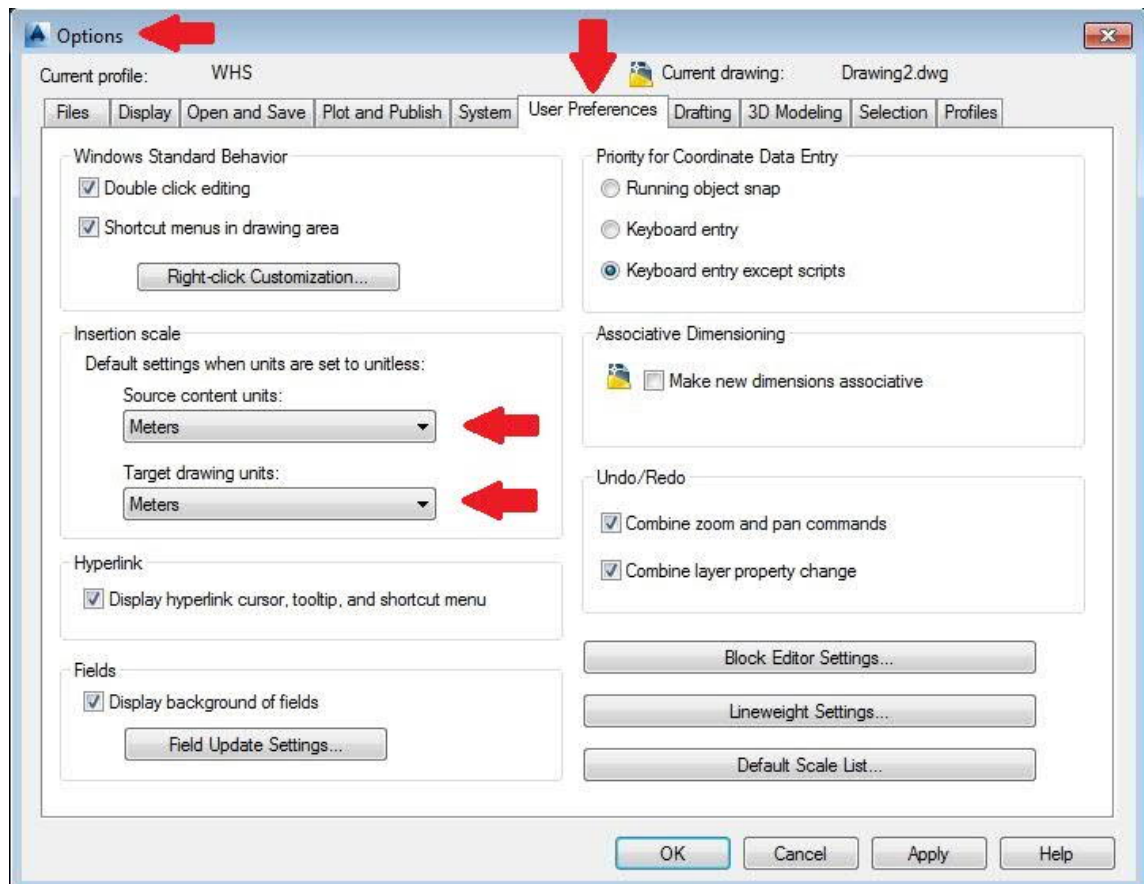 Options
Current profile: WHS Current drawing: Drawing2.dwg
Files Display Open and Save Plot and Publish System User Preferences Drafting 3D Modeling Selection Profiles
Windows Standard Behavior
Double click editing
Shortcut menus in drawing area
Right-click Customization...
Insertion scale
Default settings when units are set to unitless:
Source content units:
Meters
Target drawing units:
Meters
Hyperlink
Display hyperlink cursor, tooltip, and shortcut menu
Fields
Display background of fields
Field Update Settings...
Priority for Coordinate Data Entry
Running object snap
Keyboard entry
Keyboard entry except scripts
Associative Dimensioning
Make new dimensions associative
Undo/Redo
Combine zoom and pan commands
Combine layer property change
Block Editor Settings...
Lineweight Settings...
Default Scale List...
OK Cancel Apply Help